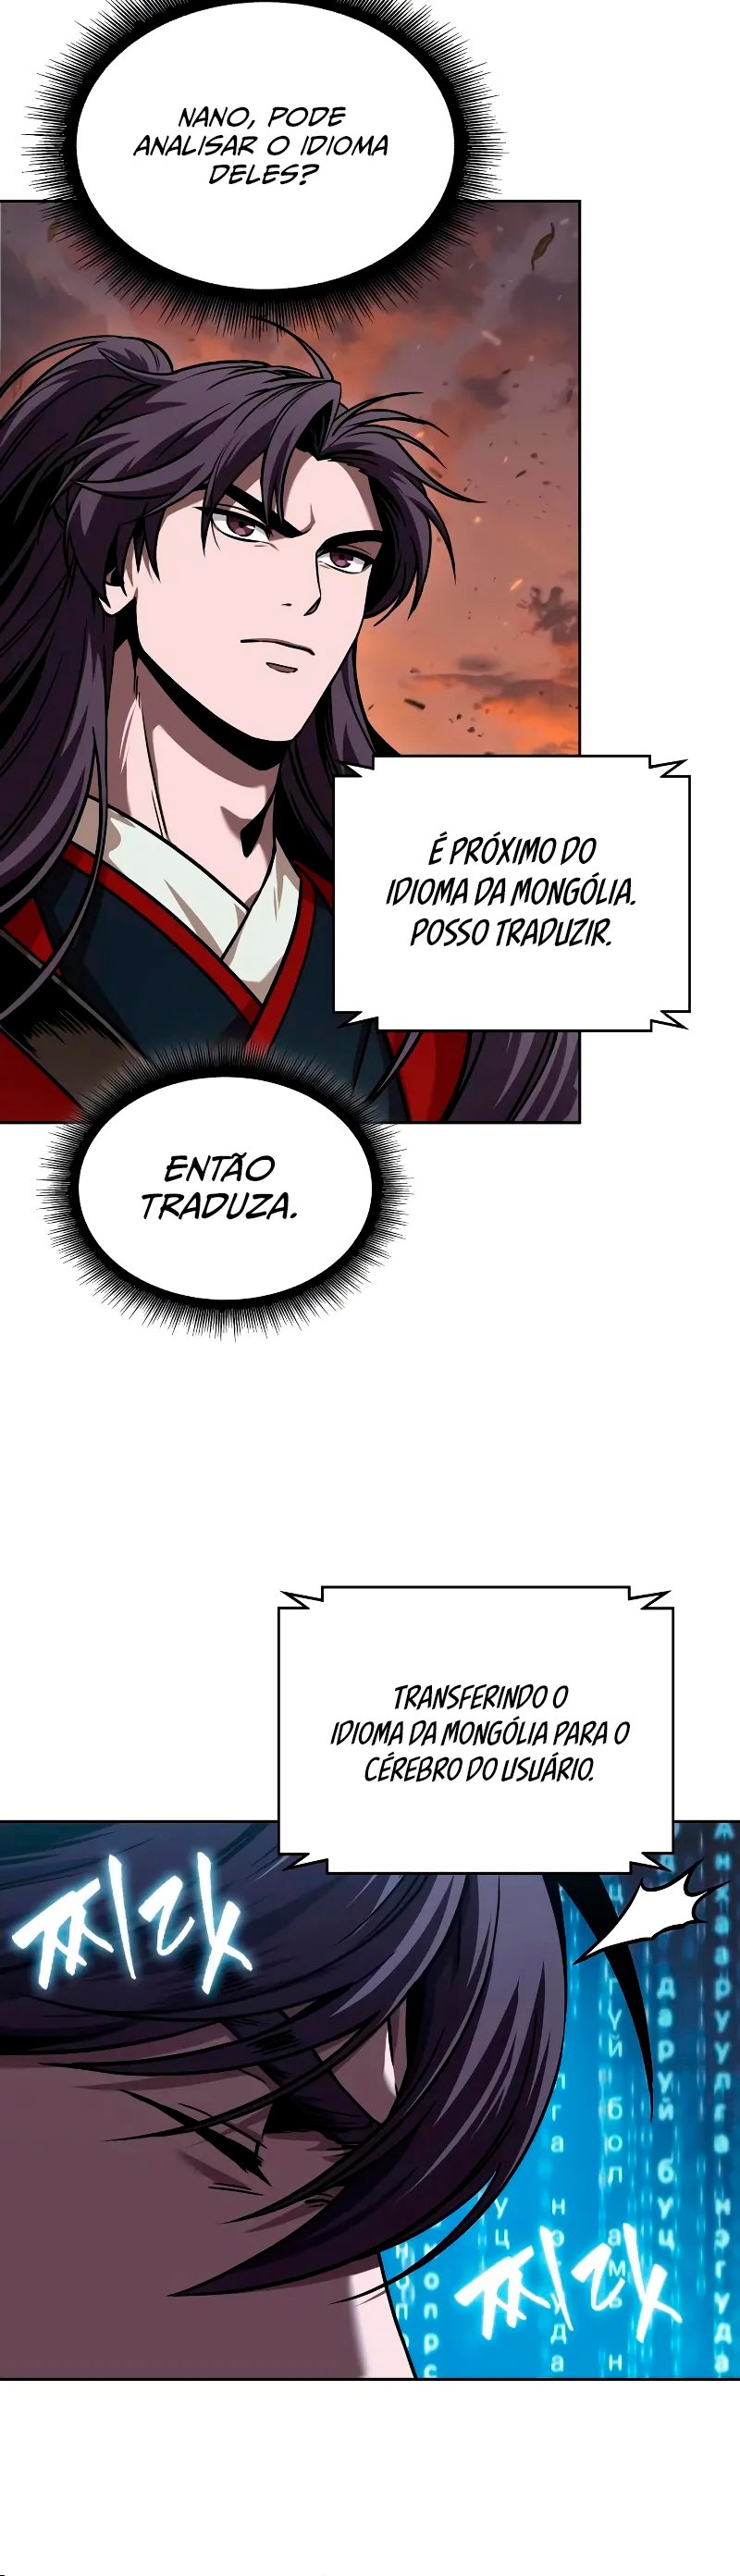 NANO, PODE
ANALISAR O IDIOMA
DELES?
É PRÓXIMO DO
IDIOMA DA MONGÓLIA.
POSSO TRADUZIR.
ENTÃO
TRADUZA.
TRANSFERINDO O
IDIOMA DA MONGÓLIA PARA O
CÉREBRO DO USUÁRIO.
찌릿
찌릿